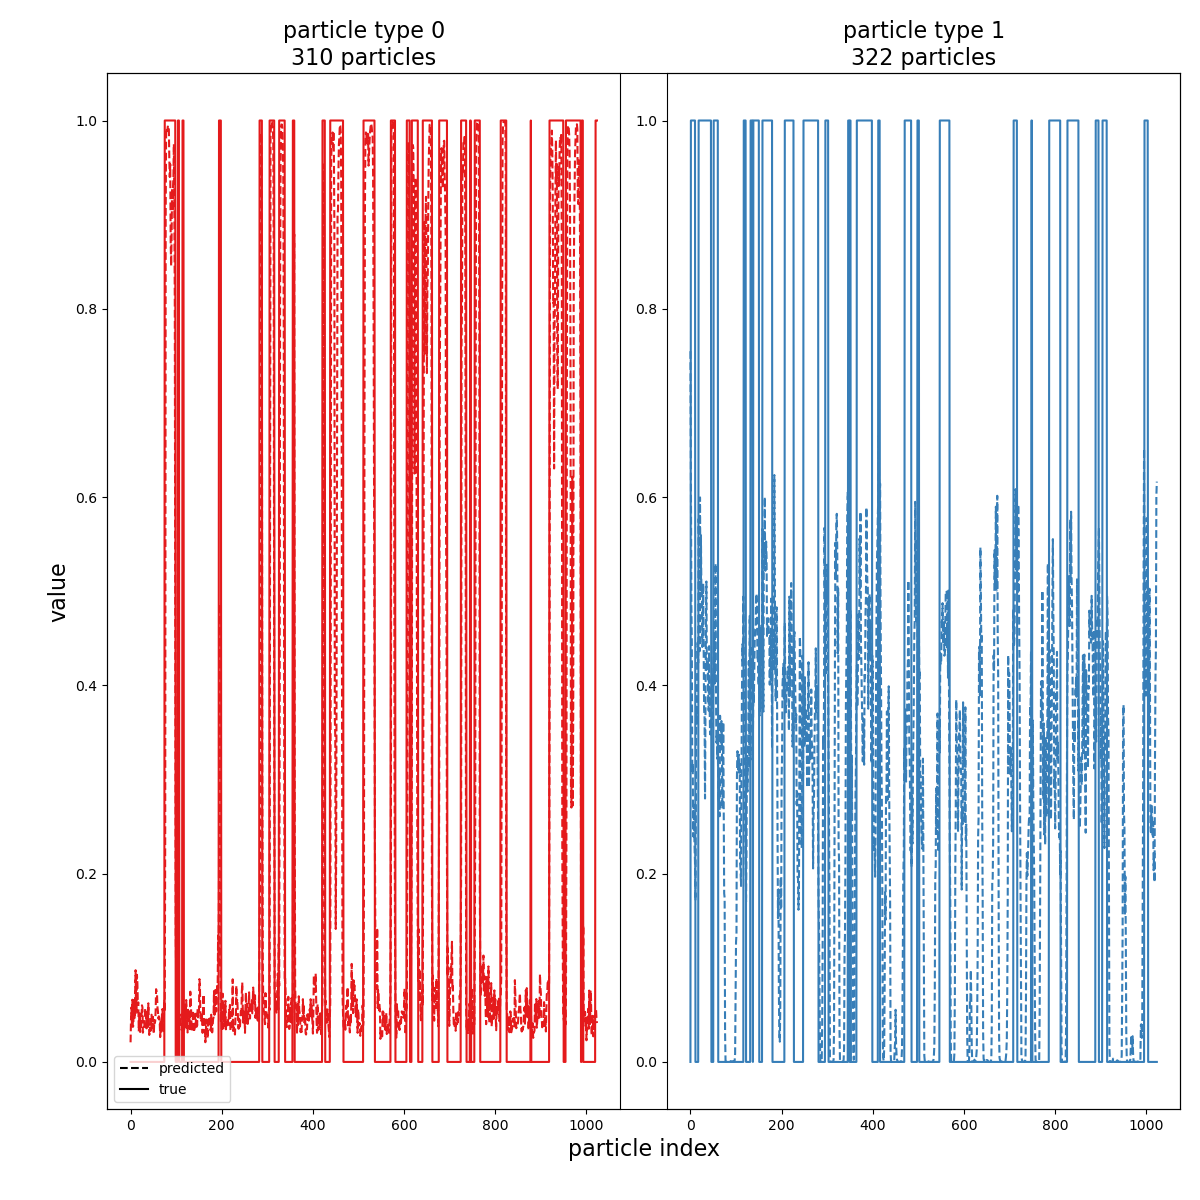 particle type 0
310 particles
particle type 1
322 particles
1.0
0.8
0.6
0.4
0.2
0.0
value
1.0
0.8
0.6
0.4
0.2
0.0
predicted
true
0 200 400 600 800 1000
0 200 400 600 800 1000
particle index